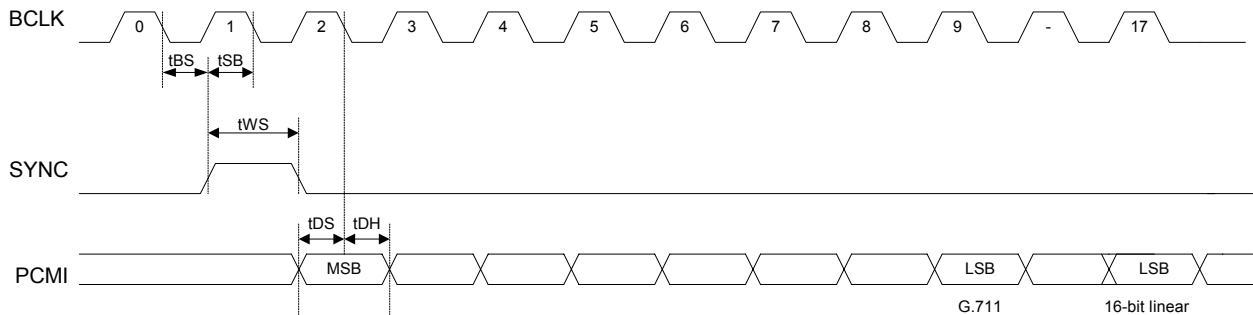 BCLK 0 1 2 3 4 5 6 7 8 9 - 17
tBS tSB
tWS
SYNC
tDS tDH
PCMI MSB LSB LSB
G.711 16-bit linear